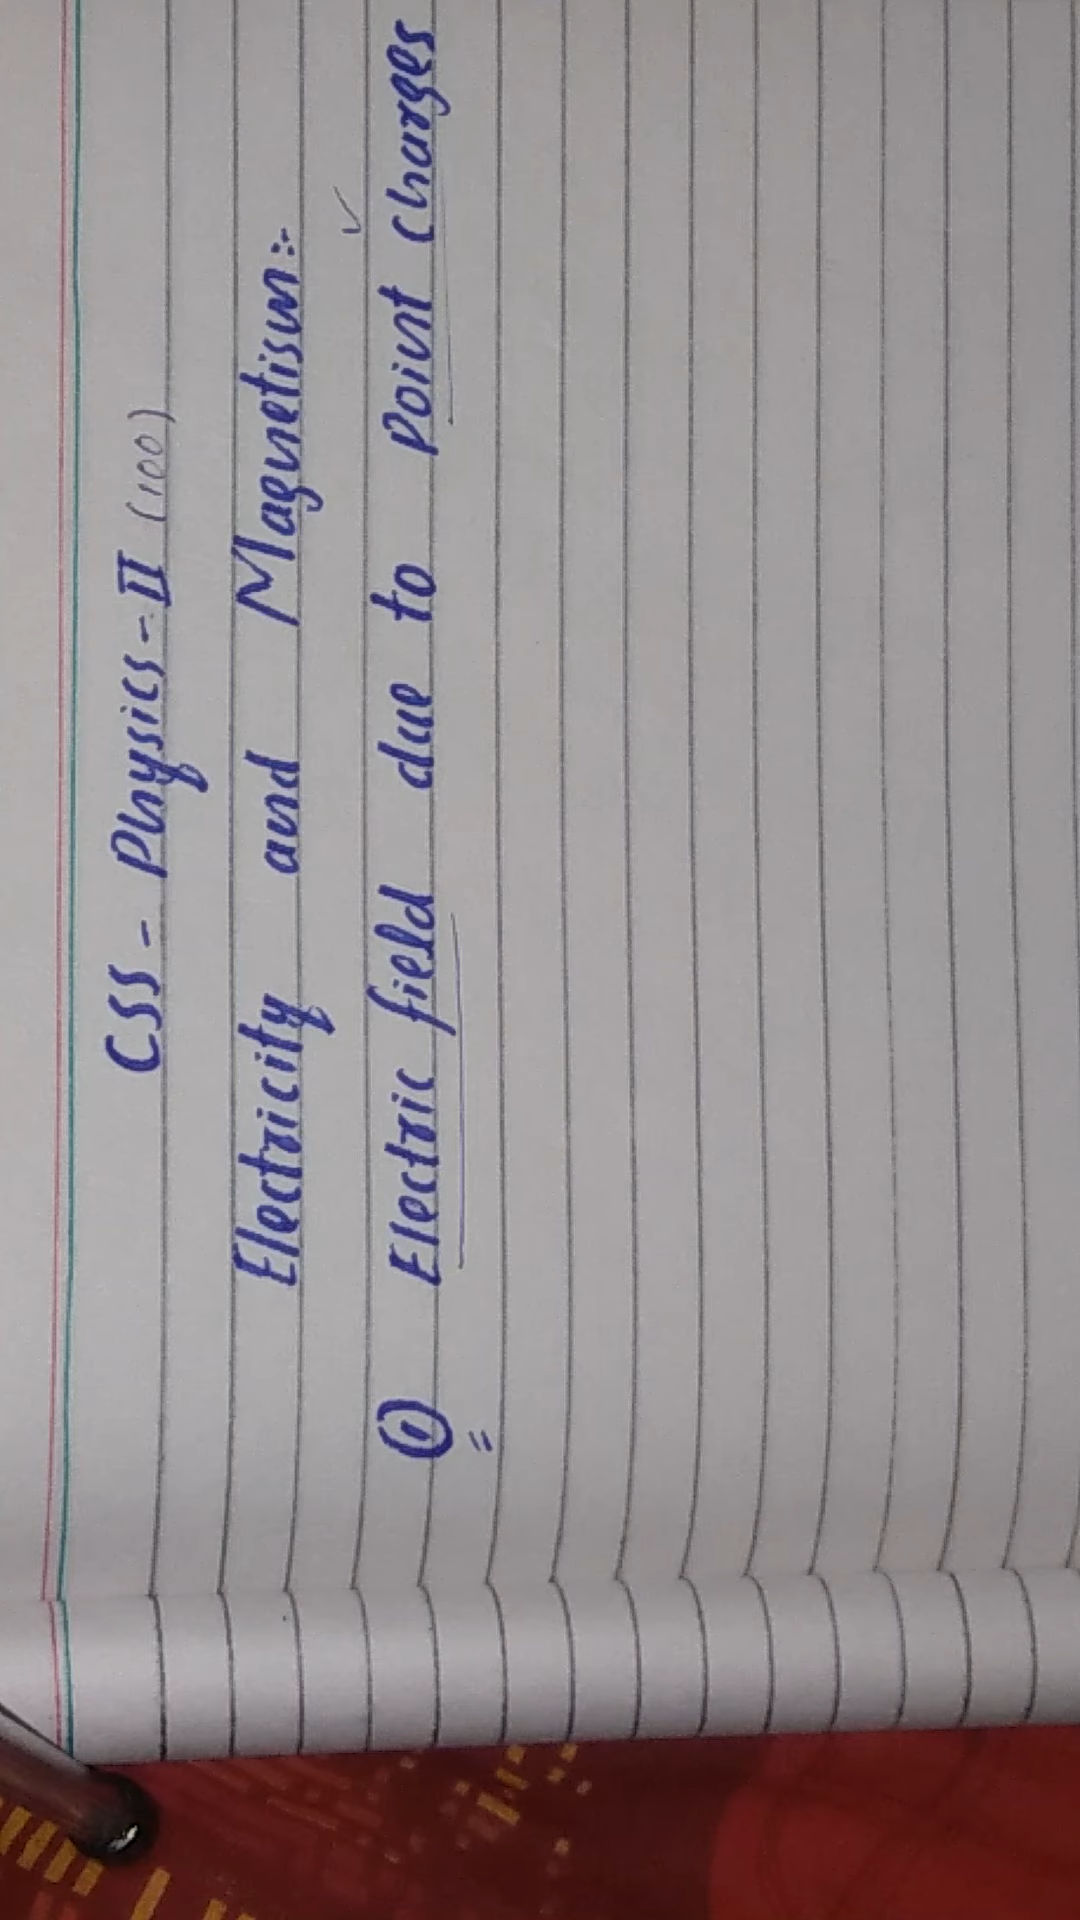 CSS - Physics - II (100)
Electricity and Magnetism:-
① Electric field due to Point Charges